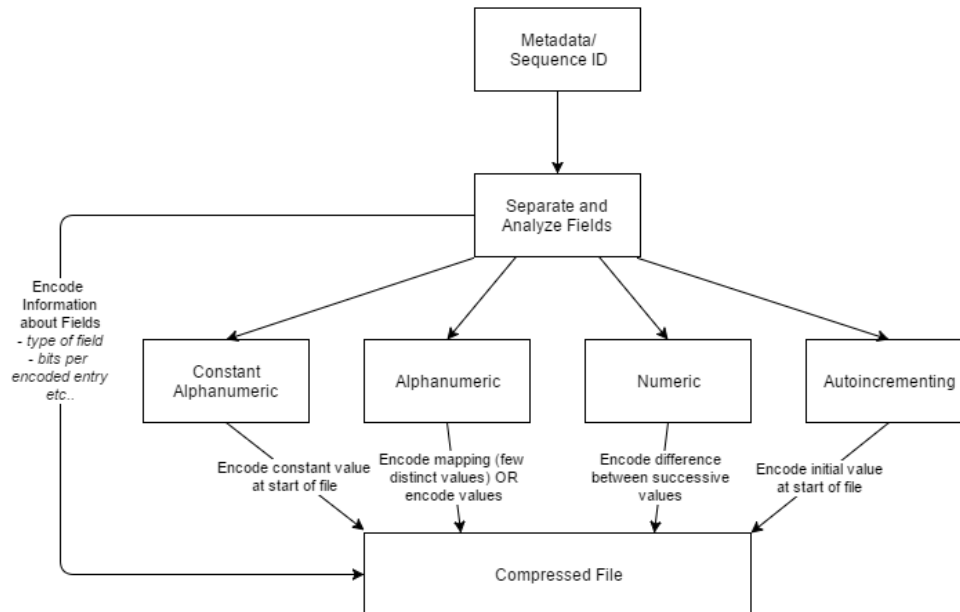 Metadata/
Sequence ID
Separate and
Analyze Fields
Encode
Information
about Fields
- type of field
- bits per
encoded entry
etc..
Constant
Alphanumeric
Alphanumeric
Numeric
Autoincrementing
Encode constant value
at start of file
Encode mapping (few
distinct values) OR
encode values
Encode difference
between successive
values
Encode initial value
at start of file
Compressed File